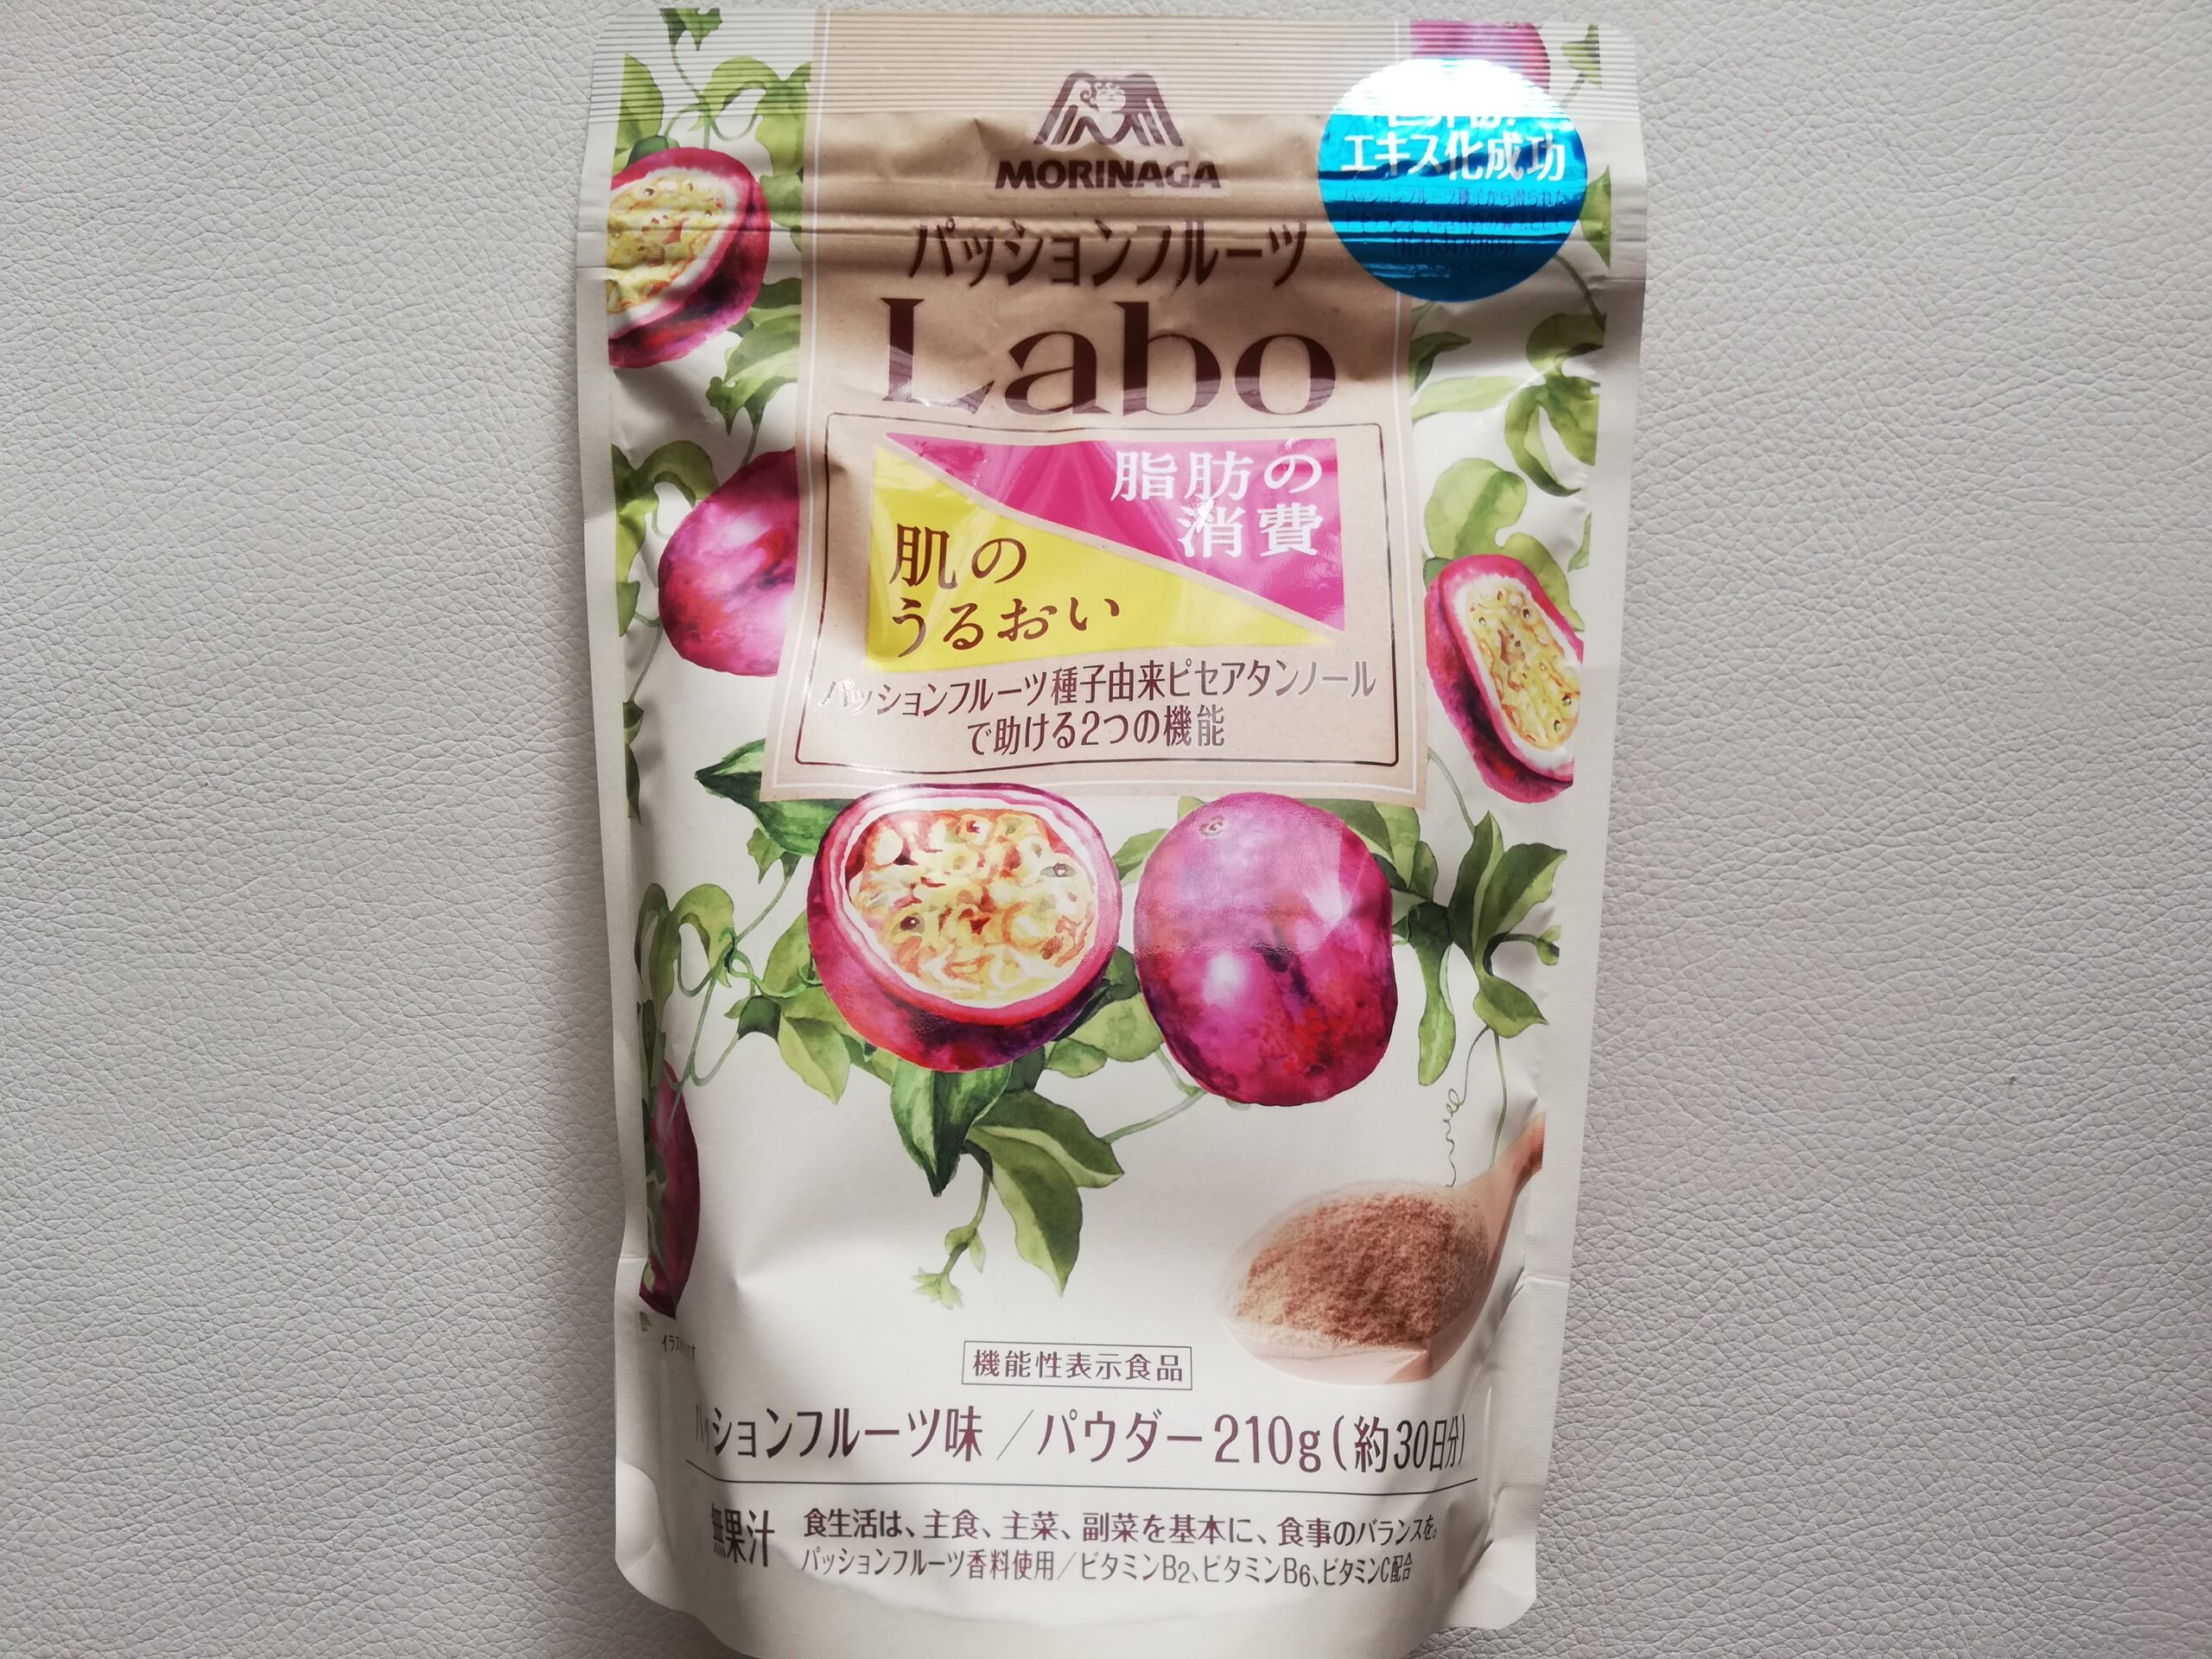 MORINAGA
エキス化成功
パッションフルーツ
Labo
脂肪の
消費
肌の
うるおい
パッションフルーツ種子由来ピセアタンノール
で助ける2つの機能
機能性表示食品
パッションフルーツ味／パウダー210g(約30日分)
無果汁
食生活は、主食、主菜、副菜を基本に、食事のバランスを。
パッションフルーツ香料使用／ビタミンB2、ビタミンB6、ビタミンC配合